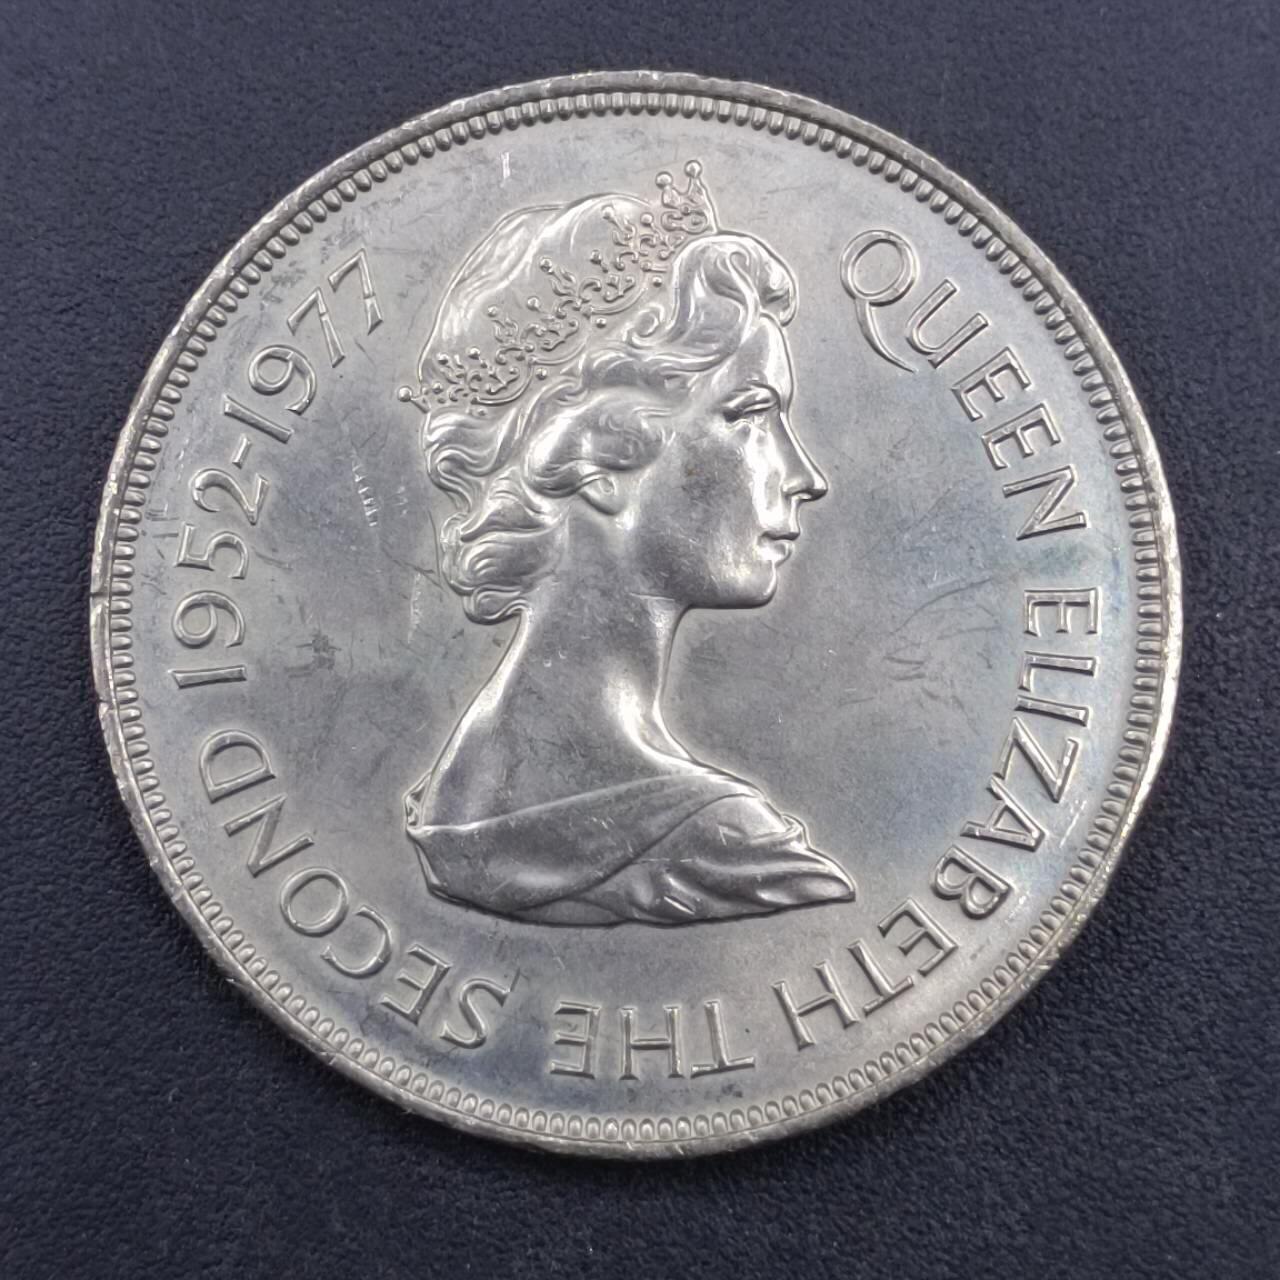 QUEEN ELIZABETH THE SECOND 1952-1977